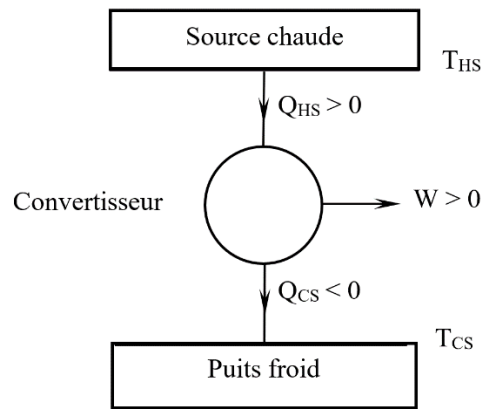 Source chaude
T_HS
Q_HS > 0
Convertisseur
W > 0
Q_CS < 0
T_CS
Puits froid